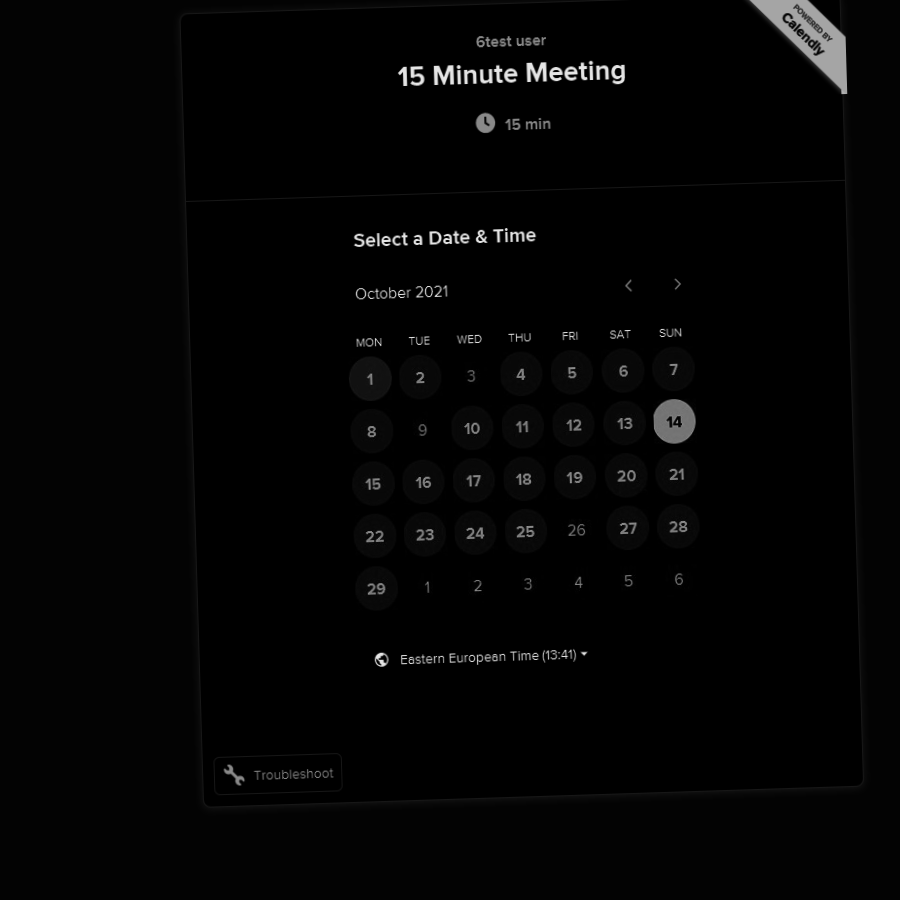 POWERED BY
Calendly
6test user
15 Minute Meeting
15 min
Select a Date & Time
October 2021
MON TUE WED THU FRI SAT SUN
1 2 3 4 5 6 7
8 9 10 11 12 13 14
15 16 17 18 19 20 21
22 23 24 25 26 27 28
29 1 2 3 4 5 6
Eastern European Time (13:41)
Troubleshoot